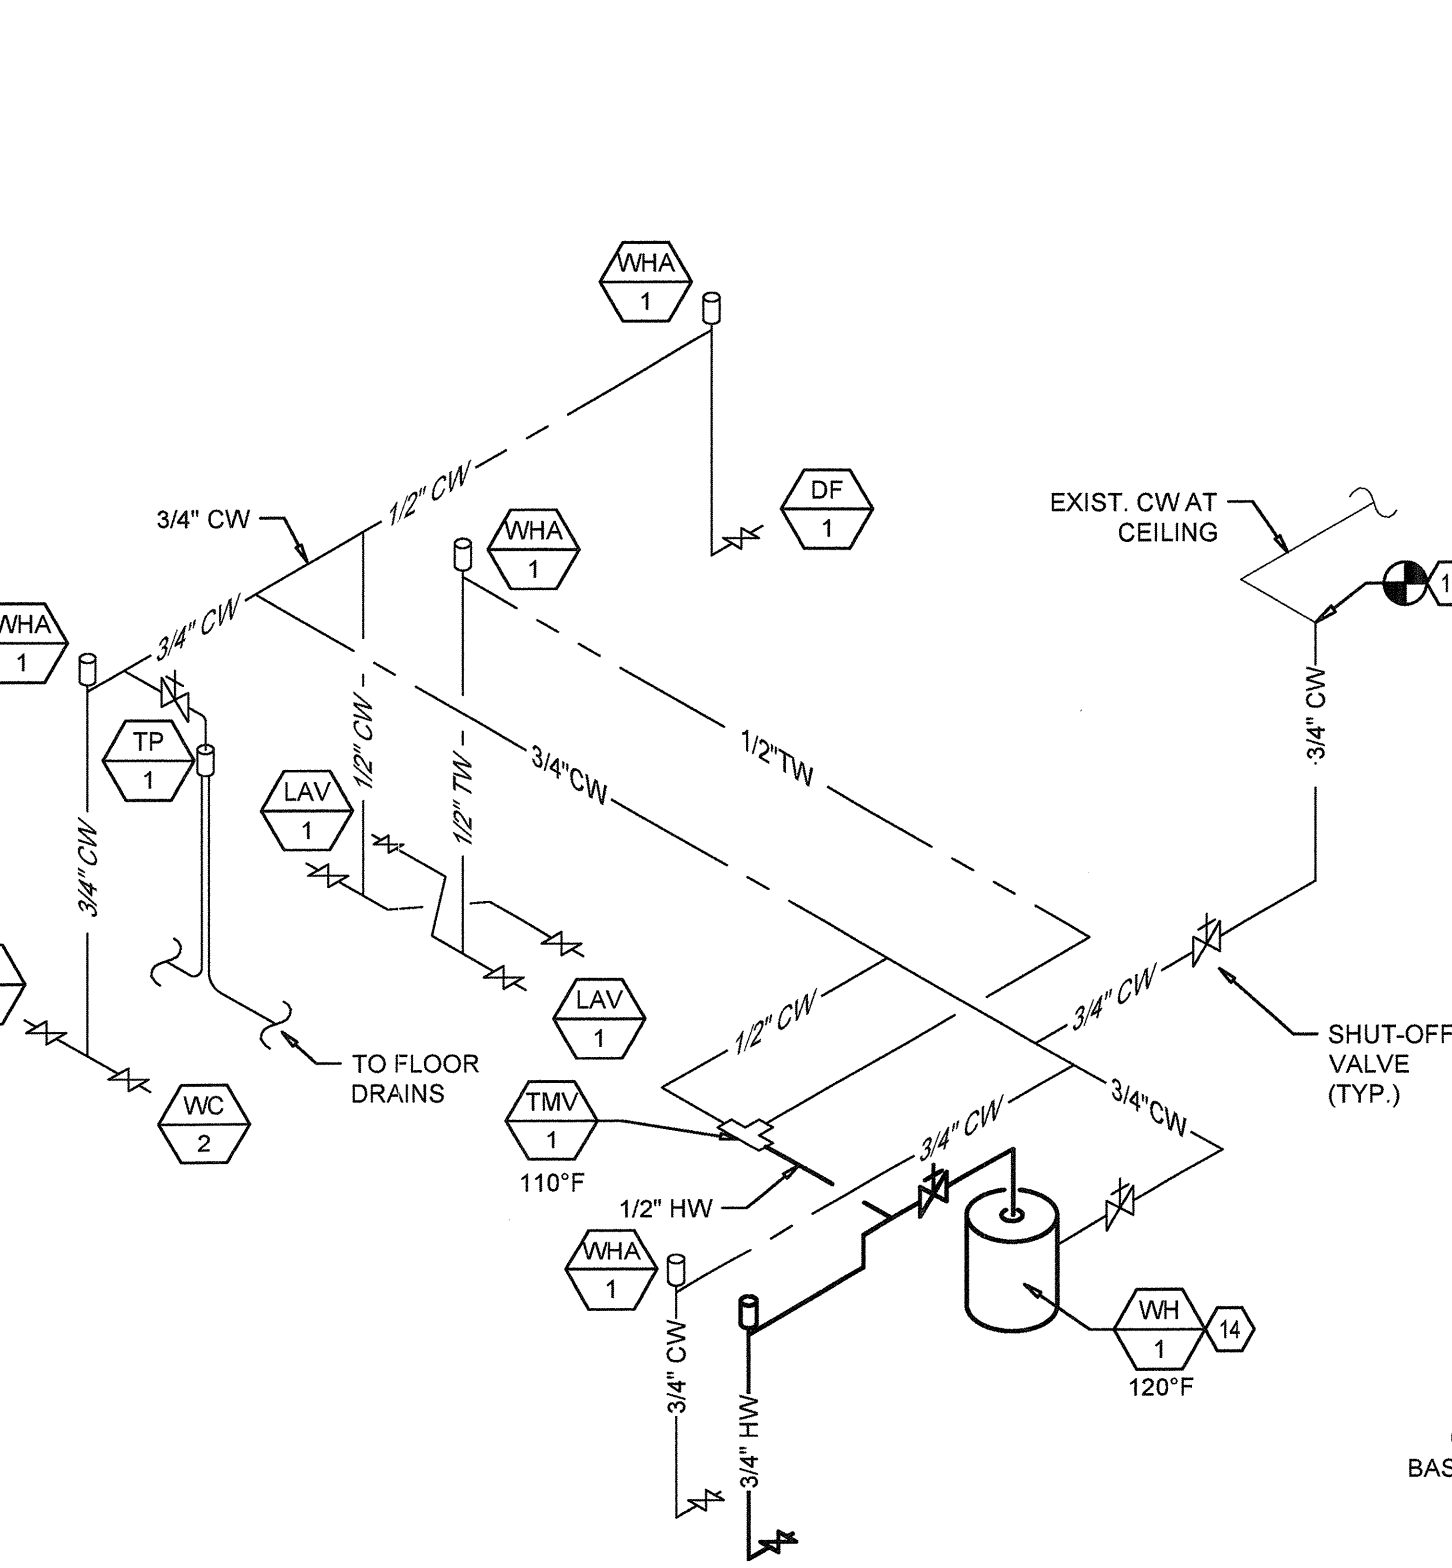 WHA
1
DF
1
EXIST. CW AT
CEILING
1
1/2" CW
3/4" CW
WHA
1
3/4" CW
WHA
1
3/4" CW
TP
1
1/2" CW
1/2" TW
1/2"TW
3/4"CW
LAV
1
3/4" CW
3/4" CW
LAV
1
1/2" CW
SHUT-OFF
VALVE
(TYP.)
TO FLOOR
DRAINS
WC
2
TMV
1
110°F
3/4" CW
3/4"CW
1/2" HW
WHA
1
WH
1
14
120°F
3/4" CW
3/4" HW
BAS